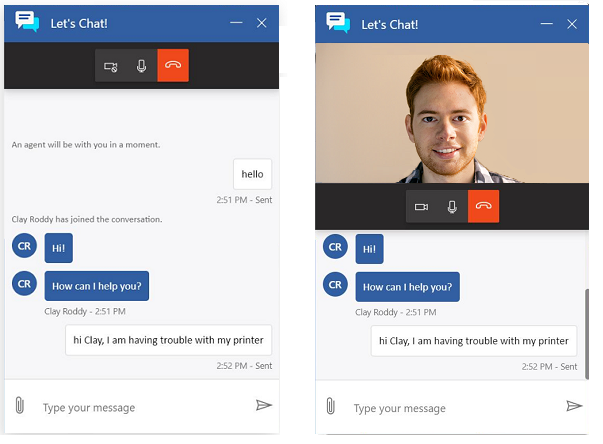 Let's Chat!
An agent will be with you in a moment.
hello
2:51 PM - Sent
Clay Roddy has joined the conversation.
CR
Hi!
CR
How can I help you?
Clay Roddy - 2:51 PM
hi Clay, I am having trouble with my printer
2:52 PM - Sent
Type your message
Let's Chat!
CR
Hi!
CR
How can I help you?
Clay Roddy - 2:51 PM
hi Clay, I am having trouble with my printer
2:52 PM - Sent
Type your message